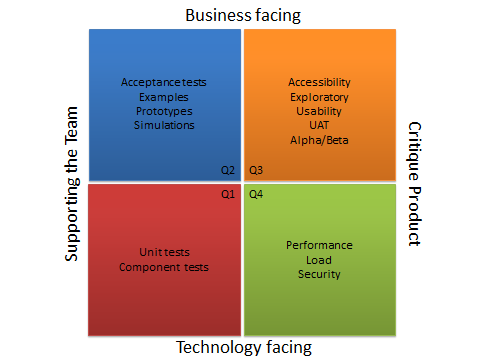 Business facing
Supporting the Team
Acceptance tests
Examples
Prototypes
Simulations
Q2
Accessibility
Exploratory
Usability
UAT
Alpha/Beta
Q3
Critique Product
Q1
Unit tests
Component tests
Q4
Performance
Load
Security
Technology facing